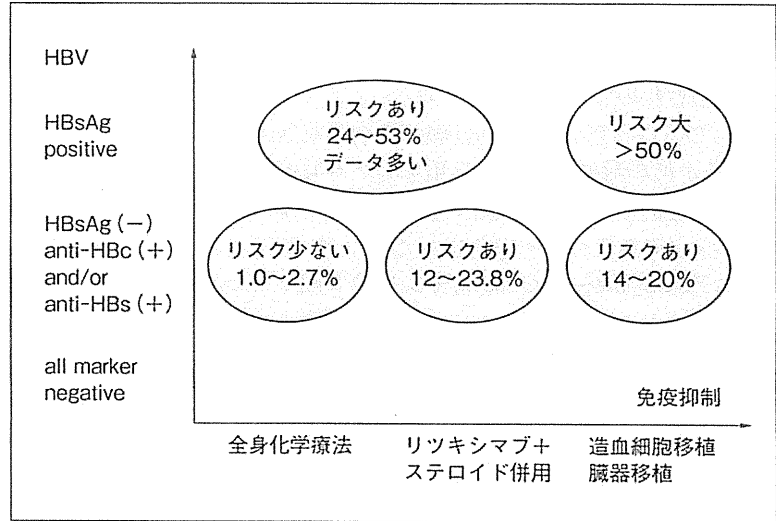 HBV
HBsAg
positive
リスクあり
24〜53%
データ多い
リスク大
>50%
HBsAg (−)
anti-HBc (+)
and/or
anti-HBs (+)
リスク少ない
1.0〜2.7%
リスクあり
12〜23.8%
リスクあり
14〜20%
all marker
negative
免疫抑制
全身化学療法
リツキシマブ+
ステロイド併用
造血細胞移植
臓器移植